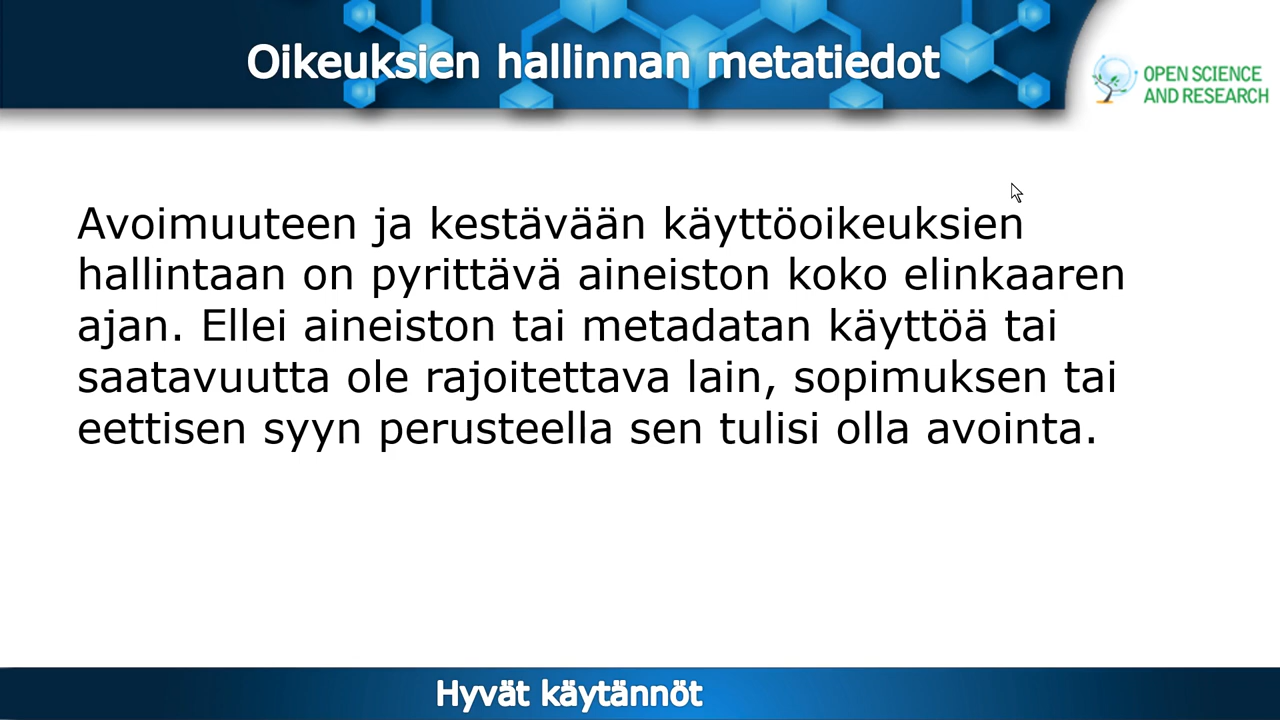 Oikeuksien hallinnan metatiedot
OPEN SCIENCE
AND RESEARCH
Avoimuuteen ja kestävään käyttöoikeuksien
hallintaan on pyrittävä aineiston koko elinkaaren
ajan. Ellei aineiston tai metadatan käyttöä tai
saatavuutta ole rajoitettava lain, sopimuksen tai
eettisen syyn perusteella sen tulisi olla avointa.
Hyvät käytännöt